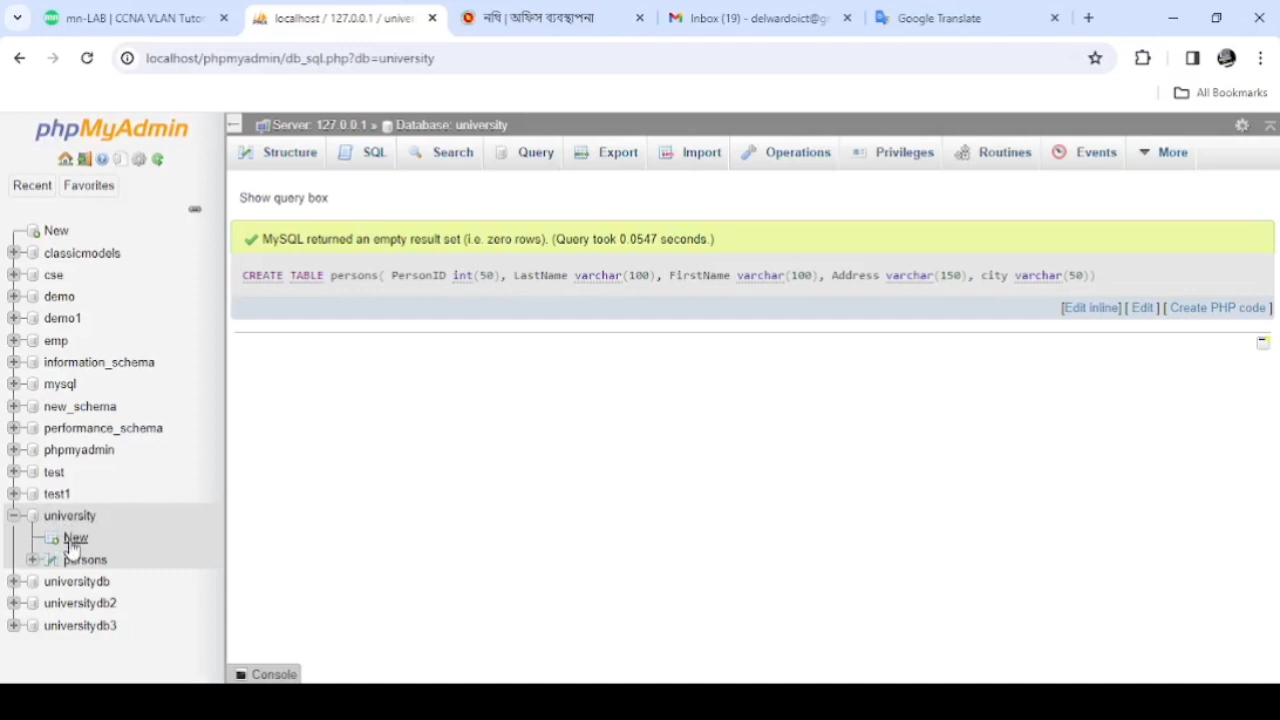 mn-LAB | CCNA VLAN Tutor
localhost / 127.0.0.1 / univer
নথি | অফিস ব্যবস্থাপনা
Inbox (19) - delwardoict@g
Google Translate
localhost/phpmyadmin/db_sql.php?db=university
All Bookmarks
phpMyAdmin
Server: 127.0.0.1 » Database: university
Structure SQL Search Query Export Import Operations Privileges Routines Events More
Recent Favorites
Show query box
New
MySQL returned an empty result set (i.e. zero rows). (Query took 0.0547 seconds.)
classicmodels
CREATE TABLE persons( PersonID int(50), LastName varchar(100), FirstName varchar(100), Address varchar(150), city varchar(50))
cse
demo
[Edit inline] [ Edit ] [ Create PHP code ]
demo1
emp
information_schema
mysql
new_schema
performance_schema
phpmyadmin
test
test1
university
New
persons
universitydb
universitydb2
universitydb3
Console